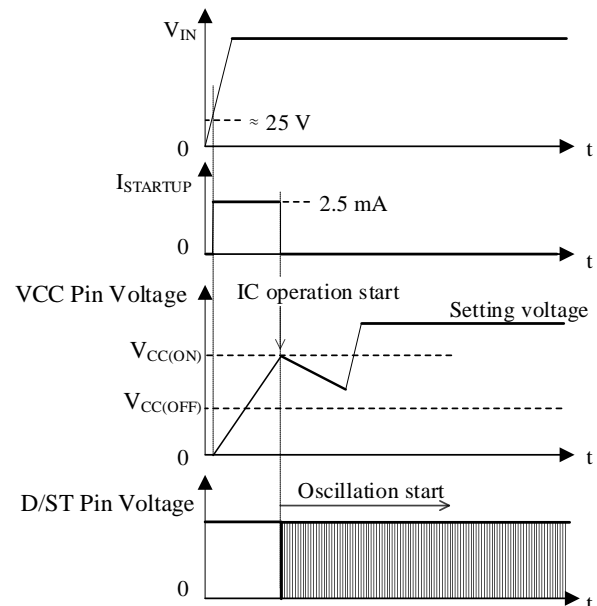 V_IN
≈ 25 V
0
t
I_STARTUP
2.5 mA
0
t
VCC Pin Voltage
IC operation start
Setting voltage
V_CC(ON)
V_CC(OFF)
0
t
D/ST Pin Voltage
Oscillation start
0
t